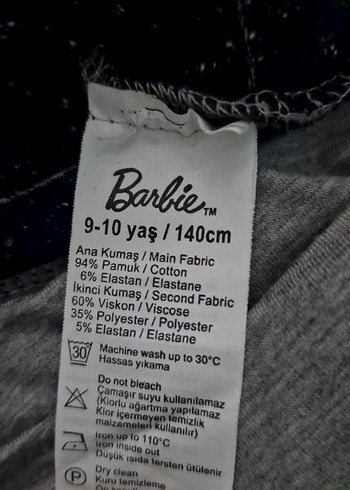 Barbie™
9-10 yaş / 140cm
Ana Kumaş / Main Fabric
94% Pamuk / Cotton
6% Elastan / Elastane
İkinci Kumaş / Second Fabric
60% Viskon / Viscose
35% Polyester / Polyester
5% Elastan / Elastane
30 Machine wash up to 30°C
Hassas yıkama
Do not bleach
Çamaşır suyu kullanılamaz
(Klorlu ağartma yapılamaz
Klor içermeyen temizlik
malzemeleri kullanılır)
Iron up to 110°C
Iron inside out
Düşük ısıda tersten ütülenir
P Dry clean
Kuru temizleme